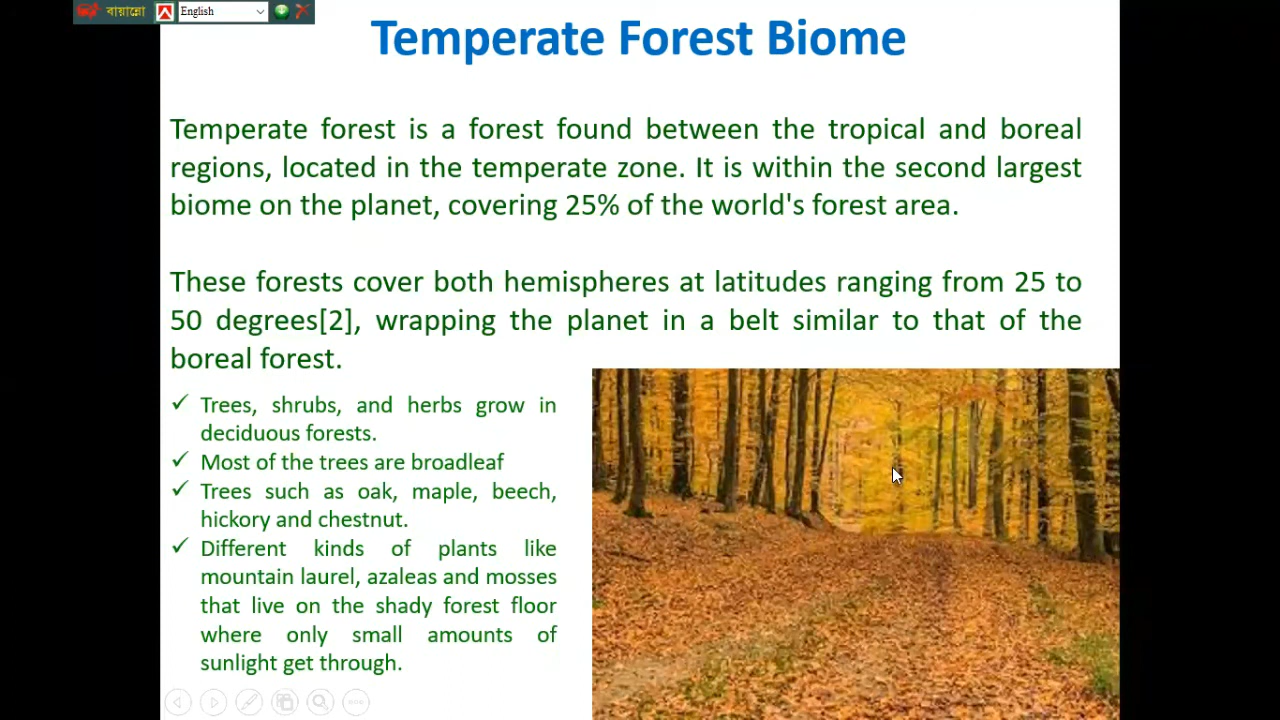 বায়ান্নো
English
Temperate Forest Biome
Temperate forest is a forest found between the tropical and boreal
regions, located in the temperate zone. It is within the second largest
biome on the planet, covering 25% of the world's forest area.
These forests cover both hemispheres at latitudes ranging from 25 to
50 degrees[2], wrapping the planet in a belt similar to that of the
boreal forest.
✓ Trees, shrubs, and herbs grow in
deciduous forests.
✓ Most of the trees are broadleaf
✓ Trees such as oak, maple, beech,
hickory and chestnut.
✓ Different kinds of plants like
mountain laurel, azaleas and mosses
that live on the shady forest floor
where only small amounts of
sunlight get through.